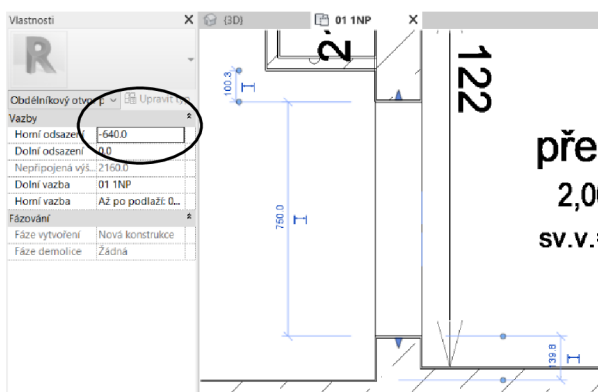 Vlastnosti
{3D}
01 1NP
R
Obdélníkový otvo
Upravit typ
Vazby
Horní odsazení -640.0
Dolní odsazení 0.0
Nepřipojená výš... 2160.0
Dolní vazba 01 1NP
Horní vazba Až po podlaží: 0...
Fázování
Fáze vytvoření Nová konstrukce
Fáze demolice Žádná
100.3
750.0
122
pře
2,00
sv.v.=
139.8